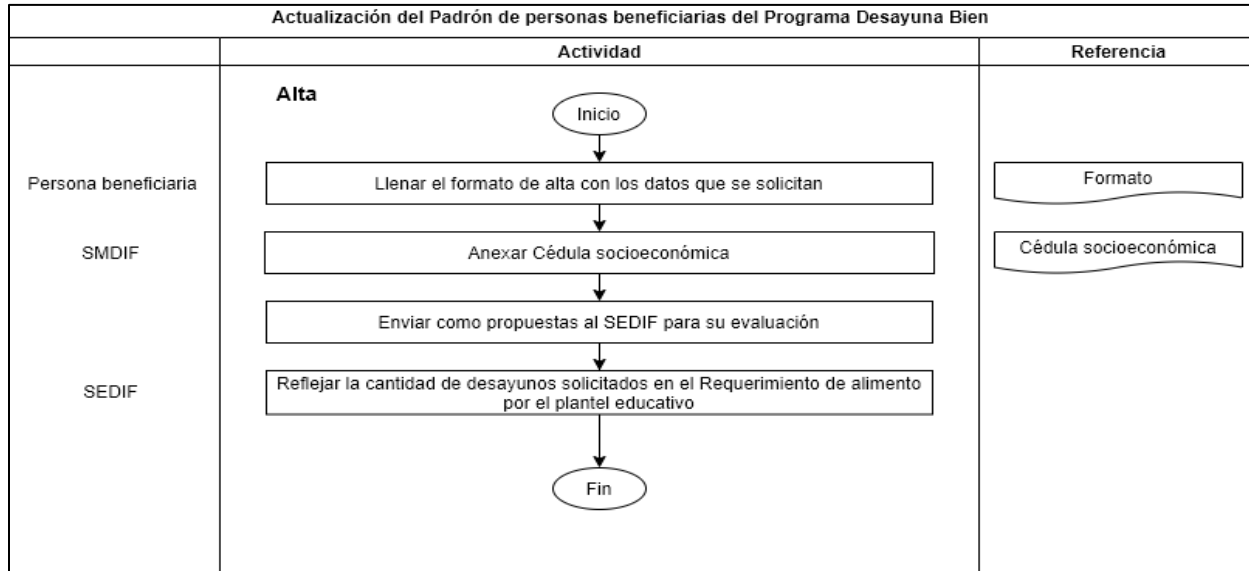 Actualización del Padrón de personas beneficiarias del Programa Desayuna Bien
Actividad
Referencia
Alta
Inicio
Persona beneficiaria
Llenar el formato de alta con los datos que se solicitan
Formato
SMDIF
Anexar Cédula socioeconómica
Cédula socioeconómica
Enviar como propuestas al SEDIF para su evaluación
SEDIF
Reflejar la cantidad de desayunos solicitados en el Requerimiento de alimento
por el plantel educativo
Fin